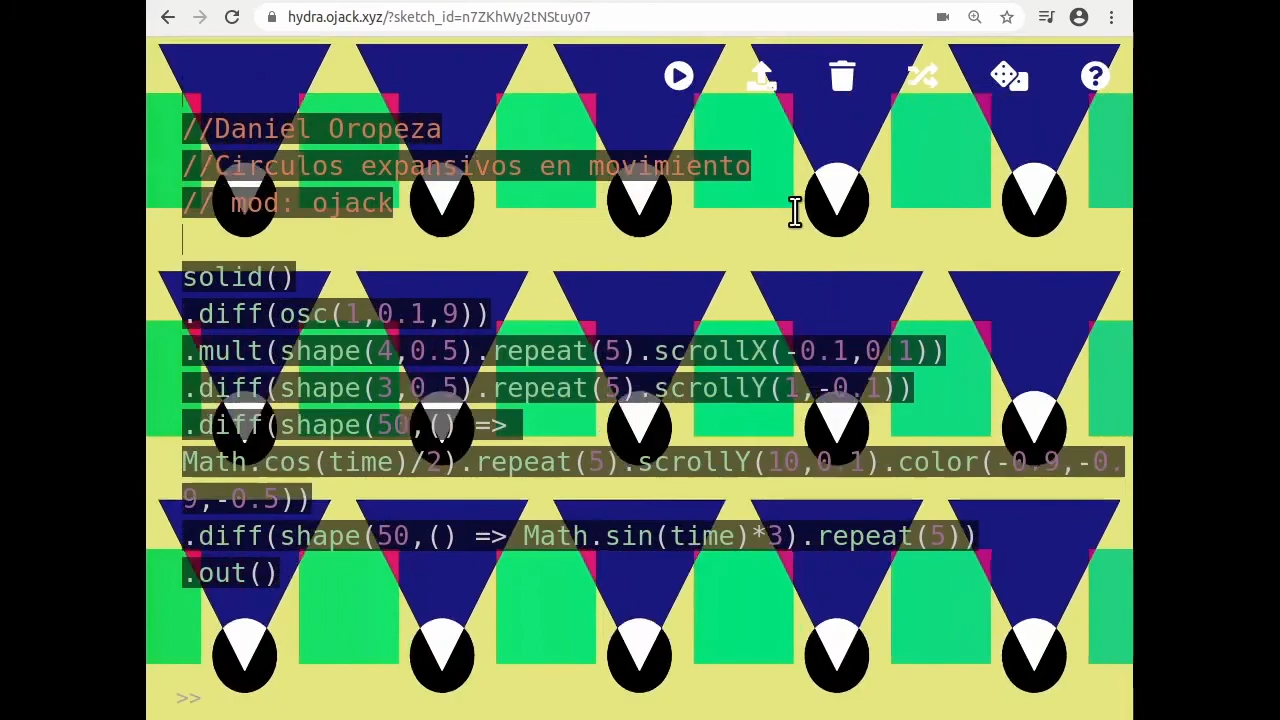 hydra.ojack.xyz/?sketch_id=n7ZKhWy2tNStuy07
//Daniel Oropeza
//Circulos expansivos en movimiento
// mod: ojack
solid()
.diff(osc(1,0.1,9))
.mult(shape(4,0.5).repeat(5).scrollX(-0.1,0.1))
.diff(shape(3,0.5).repeat(5).scrollY(1,-0.1))
.diff(shape(50,() =>
Math.cos(time)/2).repeat(5).scrollY(10,0.1).color(-0.9,-0.
9,-0.5))
.diff(shape(50,() => Math.sin(time)*3).repeat(5))
.out()
>>